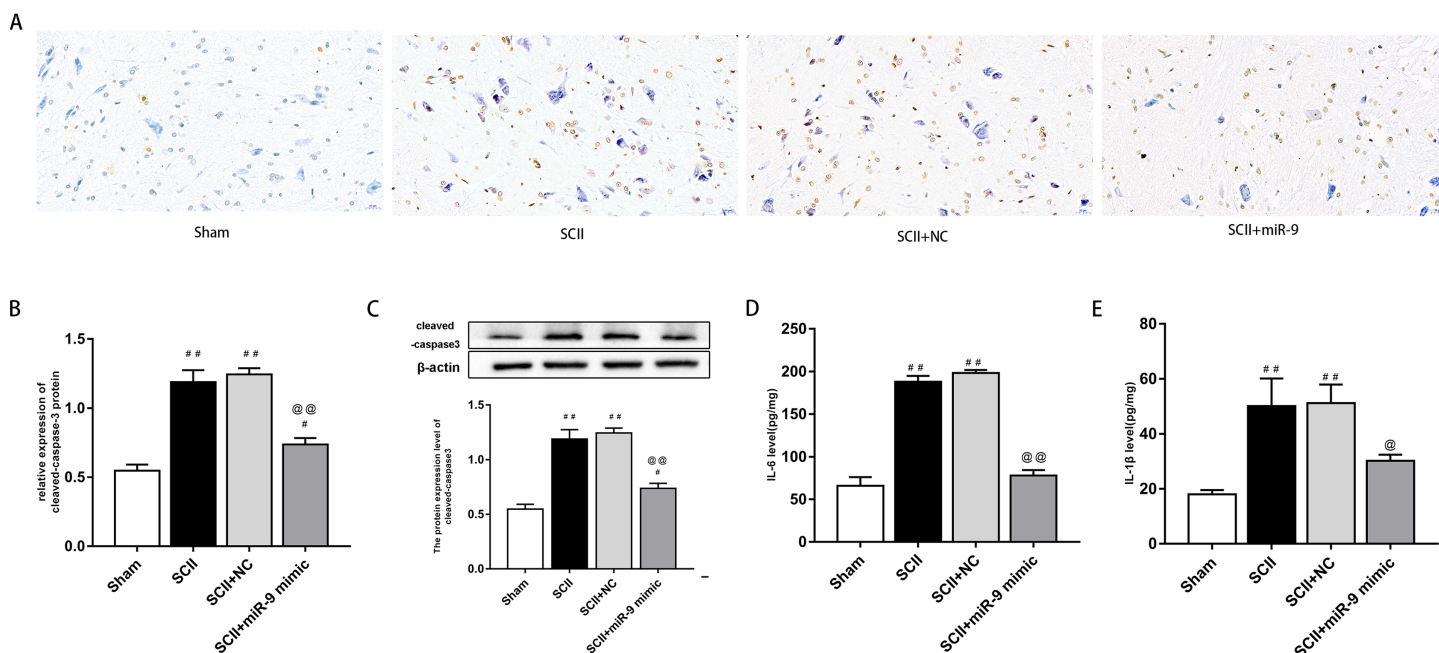 A
Sham
SCII
SCII+NC
SCII+miR-9
B
relative expression of
cleaved-caspase-3 protein
1.5
1.0
0.5
0.0
# #
# #
@@
#
Sham
SCII
SCII+NC
SCII+miR-9 mimic
C
cleaved
-caspase3
β-actin
The protein expression level of
cleaved-caspase3
1.5
1.0
0.5
0.0
# #
# #
@@
#
Sham
SCII
SCII+NC
SCII+miR-9 mimic
D
IL-6 level(pg/mg)
250
200
150
100
50
0
# #
# #
@@
Sham
SCII
SCII+NC
SCII+miR-9 mimic
E
IL-1β level(pg/mg)
80
60
40
20
0
# #
# #
@
Sham
SCII
SCII+NC
SCII+miR-9 mimic